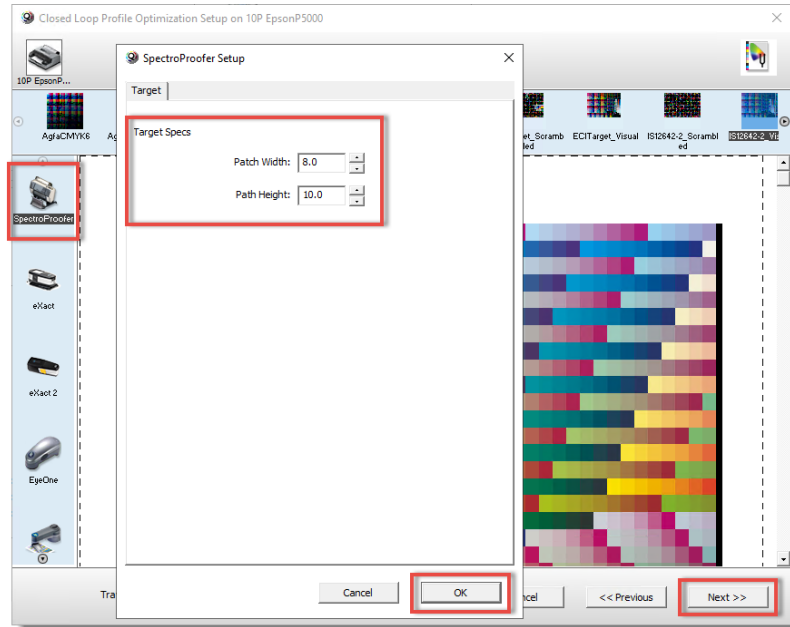 Closed Loop Profile Optimization Setup on 10P EpsonP5000
10P EpsonP...
SpectroProofer Setup
Target
Target Specs
Patch Width: 8.0
Path Height: 10.0
AgfaCMYK6
et_Scramb
led
ECITarget_Visual
IS12642-2_Scrambl
ed
IS12642-2_Vis
SpectroProofer
eXact
eXact 2
EyeOne
Cancel
OK
<< Previous
Next >>